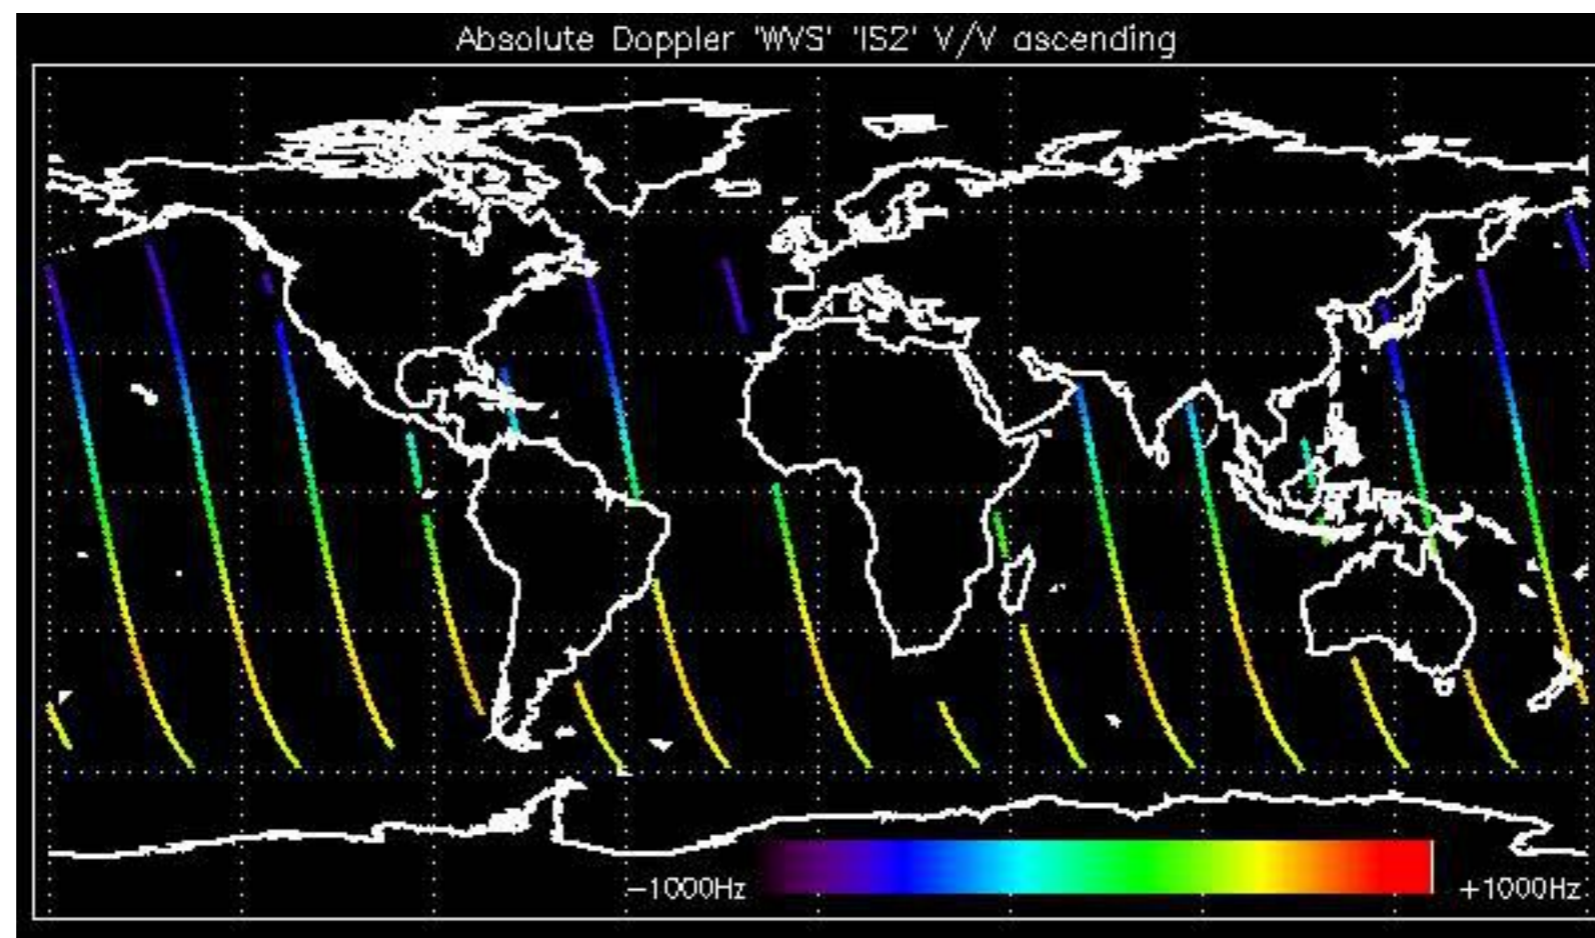 Absolute Doppler 'WVS' 'IS2' V/V ascending
−1000Hz +1000Hz